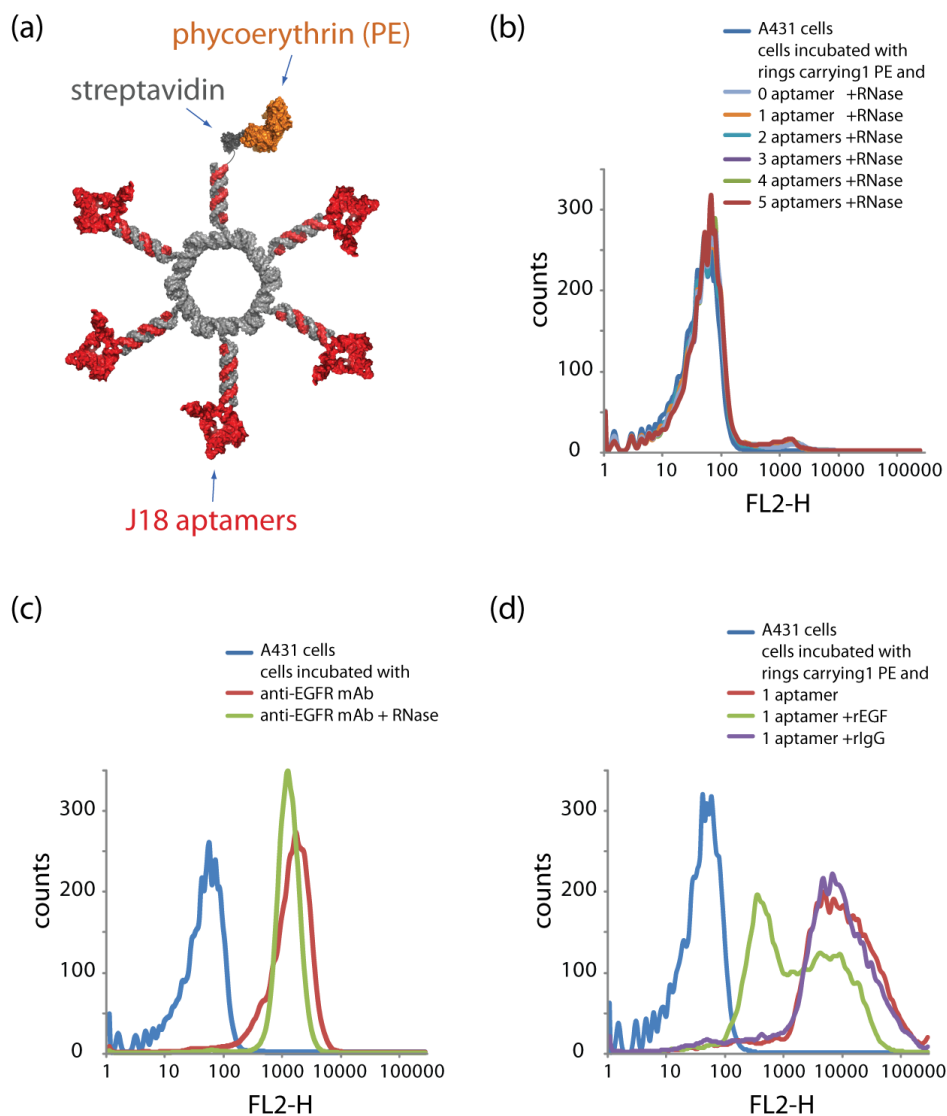 (a)
phycoerythrin (PE)
streptavidin
J18 aptamers
(b)
A431 cells
cells incubated with
rings carrying1 PE and
0 aptamer +RNase
1 aptamer +RNase
2 aptamers +RNase
3 aptamers +RNase
4 aptamers +RNase
5 aptamers +RNase
300
200
100
0
counts
1 10 100 1000 10000 100000
FL2-H
(c)
A431 cells
cells incubated with
anti-EGFR mAb
anti-EGFR mAb + RNase
300
200
100
0
counts
1 10 100 1000 10000 100000
FL2-H
(d)
A431 cells
cells incubated with
rings carrying1 PE and
1 aptamer
1 aptamer +rEGF
1 aptamer +rIgG
300
200
100
0
counts
1 10 100 1000 10000 100000
FL2-H